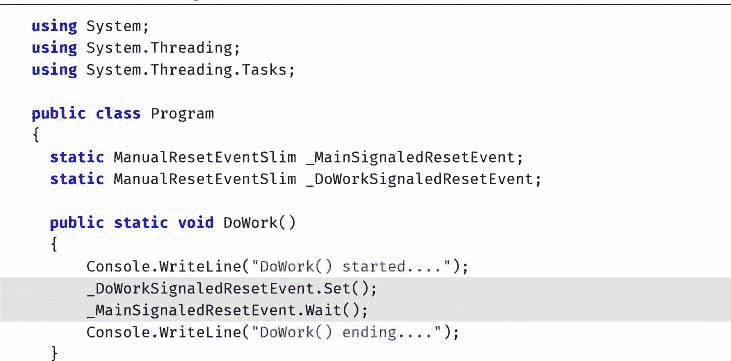 using System;
using System.Threading;
using System.Threading.Tasks;
public class Program
{
static ManualResetEventSlim _MainSignaledResetEvent;
static ManualResetEventSlim _DoWorkSignaledResetEvent;
public static void DoWork()
{
Console.WriteLine("DoWork() started....");
_DoWorkSignaledResetEvent.Set();
_MainSignaledResetEvent.Wait();
Console.WriteLine("DoWork() ending....");
}